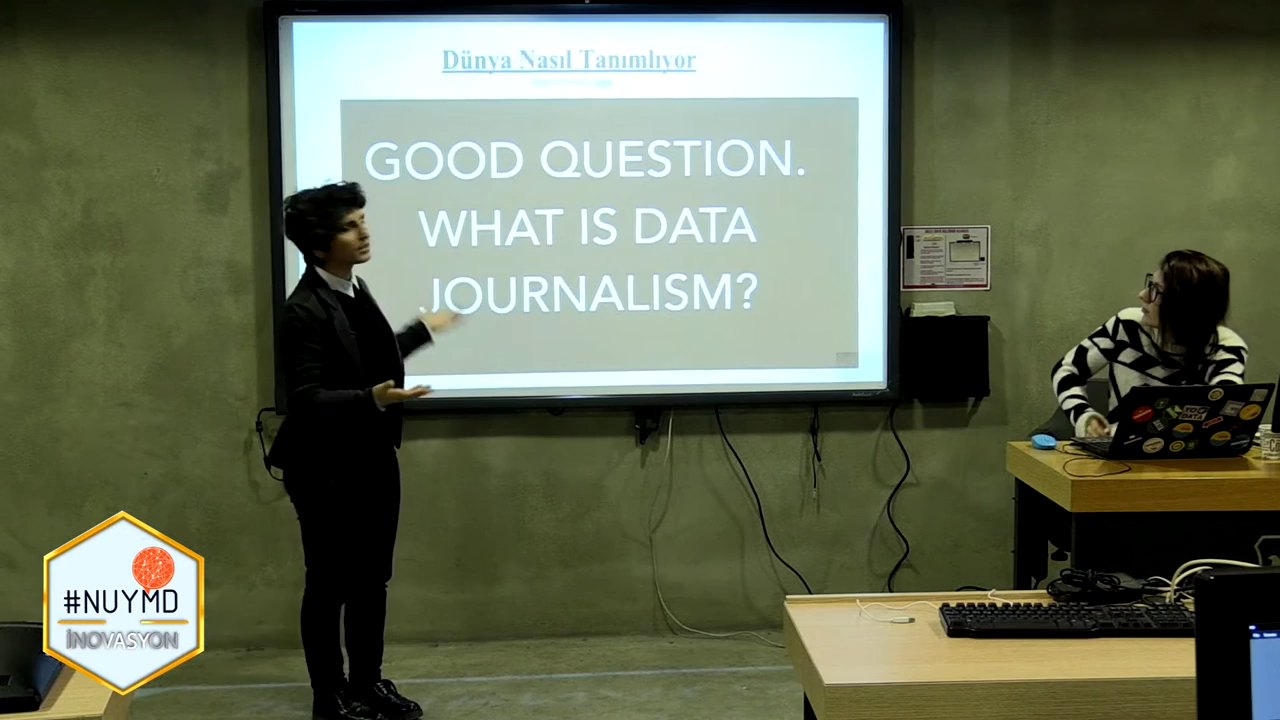 Dünya Nasıl Tanımlıyor
GOOD QUESTION.
WHAT IS DATA
JOURNALISM?
#NUYMD
İNOVASYON